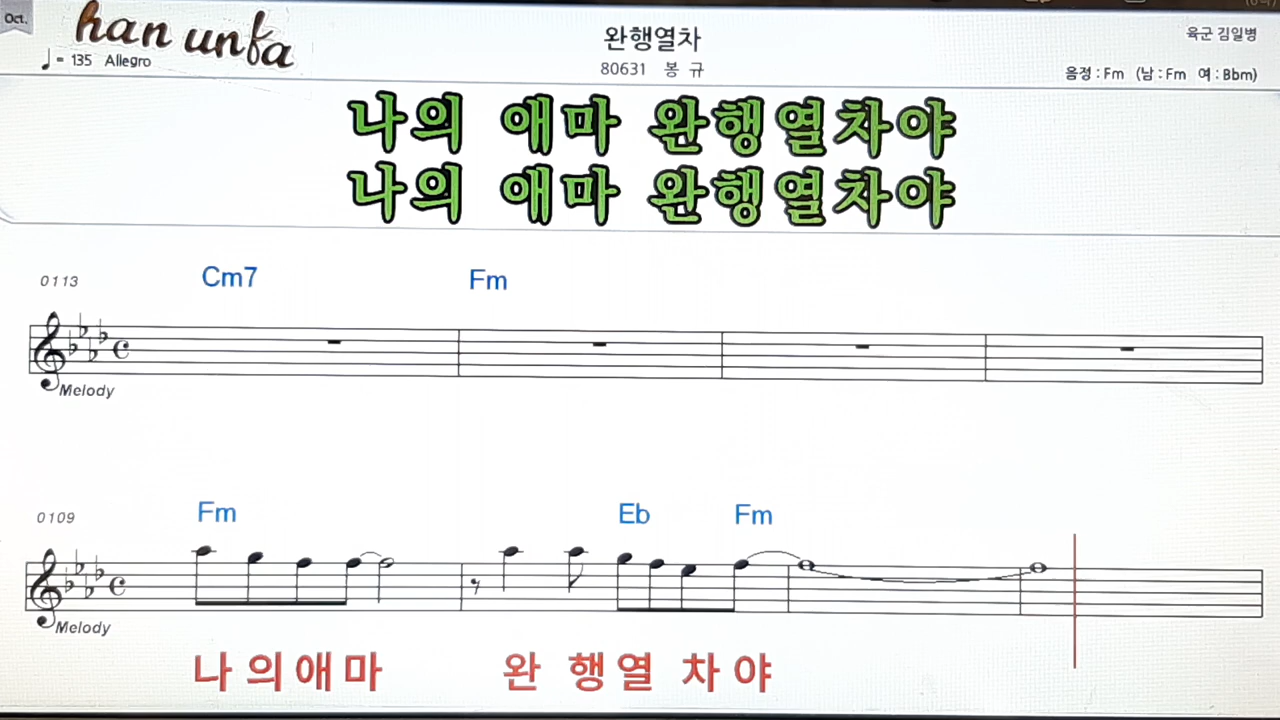 Oct.
han unfa
♩= 135 Allegro
완행열차
80631 봉 규
육군 김일병
음정 : Fm (남 : Fm 여 : Bbm)
나의 애마 완행열차야
나의 애마 완행열차야
0113
Cm7 Fm
Melody
0109
Fm Eb Fm
Melody
나 의 애 마 완 행 열 차 야